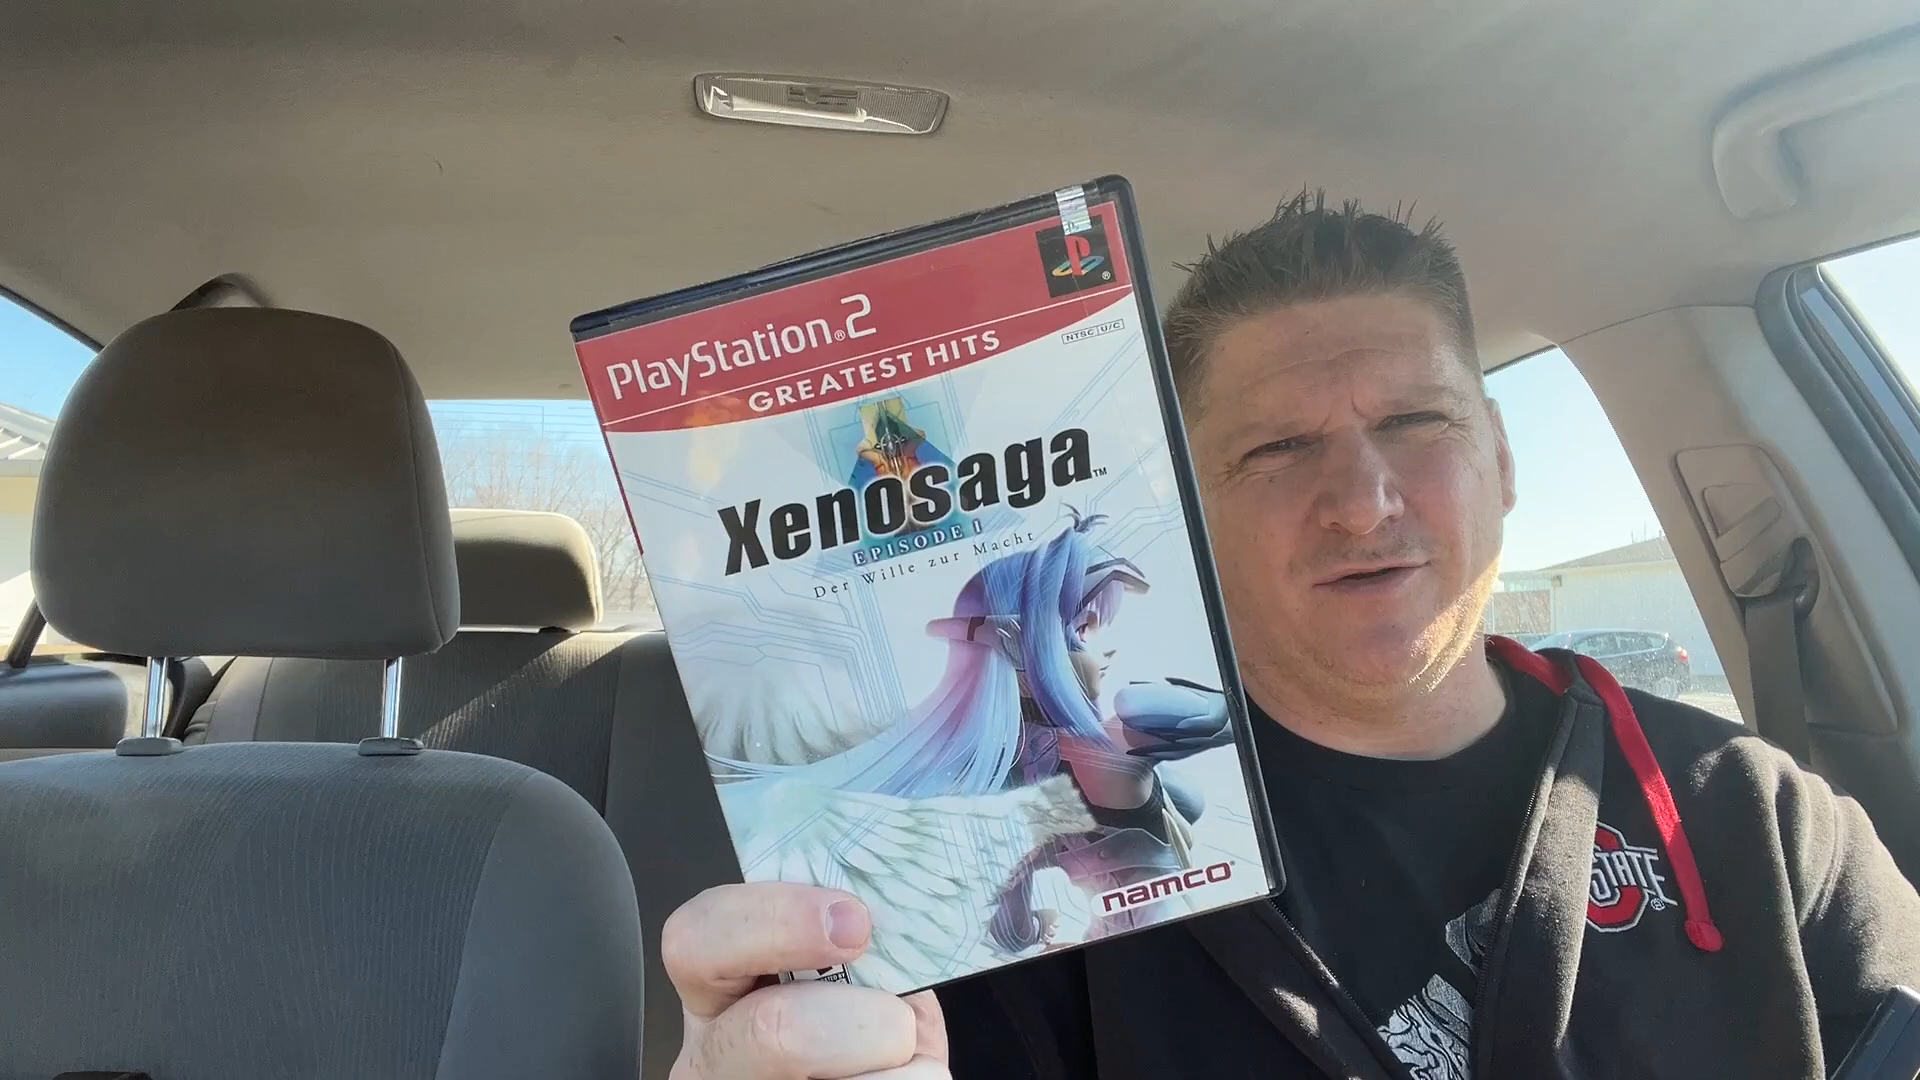 PlayStation®2
GREATEST HITS
NTSC U/C
Xenosaga™
EPISODE I
Der Wille zur Macht
namco®
STATE